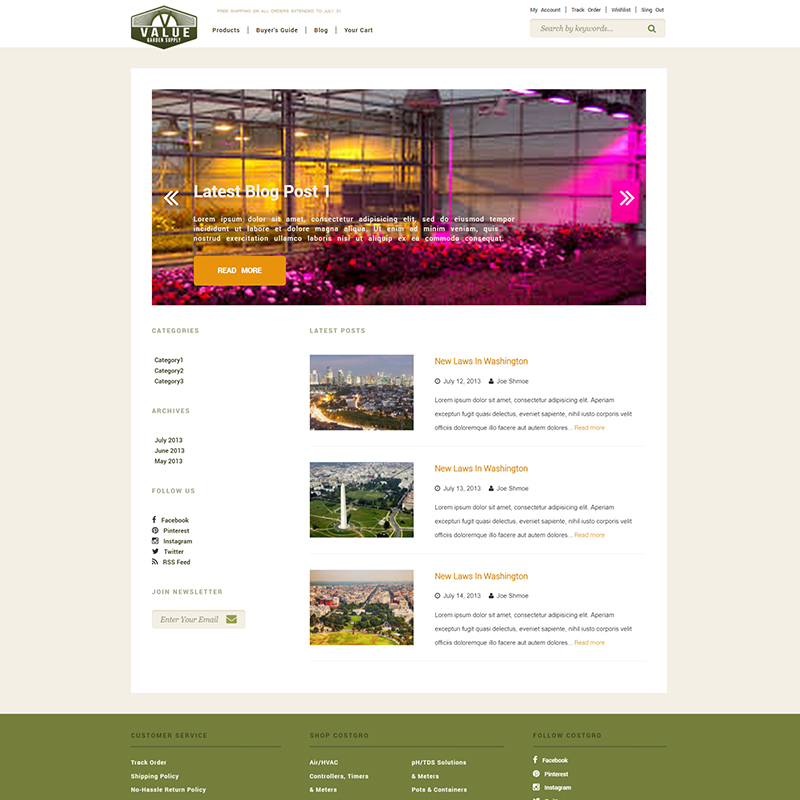 VALUE
GARDEN SUPPLY
FREE SHIPPING ON ALL ORDERS EXTENDED TO JULY 31
My Account | Track Order | Wishlist | Sing Out
Products | Buyer's Guide | Blog | Your Cart
Search by keywords...
Latest Blog Post 1
Lorem ipsum dolor sit amet, consectetur adipisicing elit, sed do eiusmod tempor
incididunt ut labore et dolore magna aliqua. Ut enim ad minim veniam, quis
nostrud exercitation ullamco laboris nisi ut aliquip ex ea commodo consequat.
READ MORE
CATEGORIES
Category1
Category2
Category3
ARCHIVES
July 2013
June 2013
May 2013
FOLLOW US
Facebook
Pinterest
Instagram
Twitter
RSS Feed
JOIN NEWSLETTER
Enter Your Email
LATEST POSTS
New Laws In Washington
July 12, 2013 Joe Shmoe
Lorem ipsum dolor sit amet, consectetur adipisicing elit. Aperiam
excepturi fugit quasi delectus, eveniet sapiente, nihil iusto corporis velit
officiis doloremque illo facere aut autem dolores... Read more
New Laws In Washington
July 13, 2013 Joe Shmoe
Lorem ipsum dolor sit amet, consectetur adipisicing elit. Aperiam
excepturi fugit quasi delectus, eveniet sapiente, nihil iusto corporis velit
officiis doloremque illo facere aut autem dolores... Read more
New Laws In Washington
July 14, 2013 Joe Shmoe
Lorem ipsum dolor sit amet, consectetur adipisicing elit. Aperiam
excepturi fugit quasi delectus, eveniet sapiente, nihil iusto corporis velit
officiis doloremque illo facere aut autem dolores... Read more
CUSTOMER SERVICE
Track Order
Shipping Policy
No-Hassle Return Policy
SHOP COSTGRO
Air/HVAC
Controllers, Timers
& Meters
pH/TDS Solutions
& Meters
Pots & Containers
FOLLOW COSTGRO
Facebook
Pinterest
Instagram